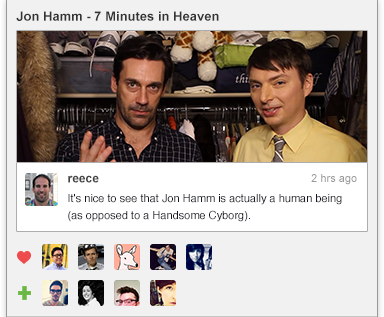 Jon Hamm - 7 Minutes in Heaven
thin
reece
2 hrs ago
It's nice to see that Jon Hamm is actually a human being
(as opposed to a Handsome Cyborg).